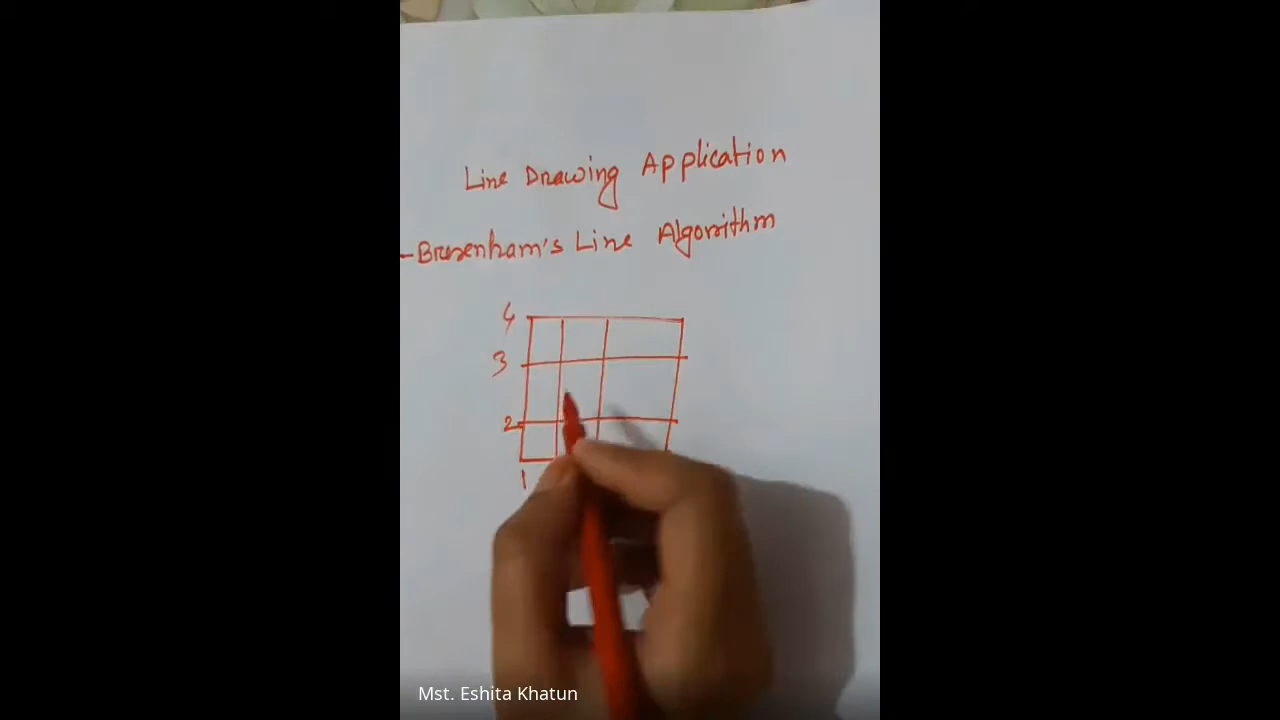 Line Drawing Application
- Bresenham's Line Algorithm
4
3
2
1
Mst. Eshita Khatun